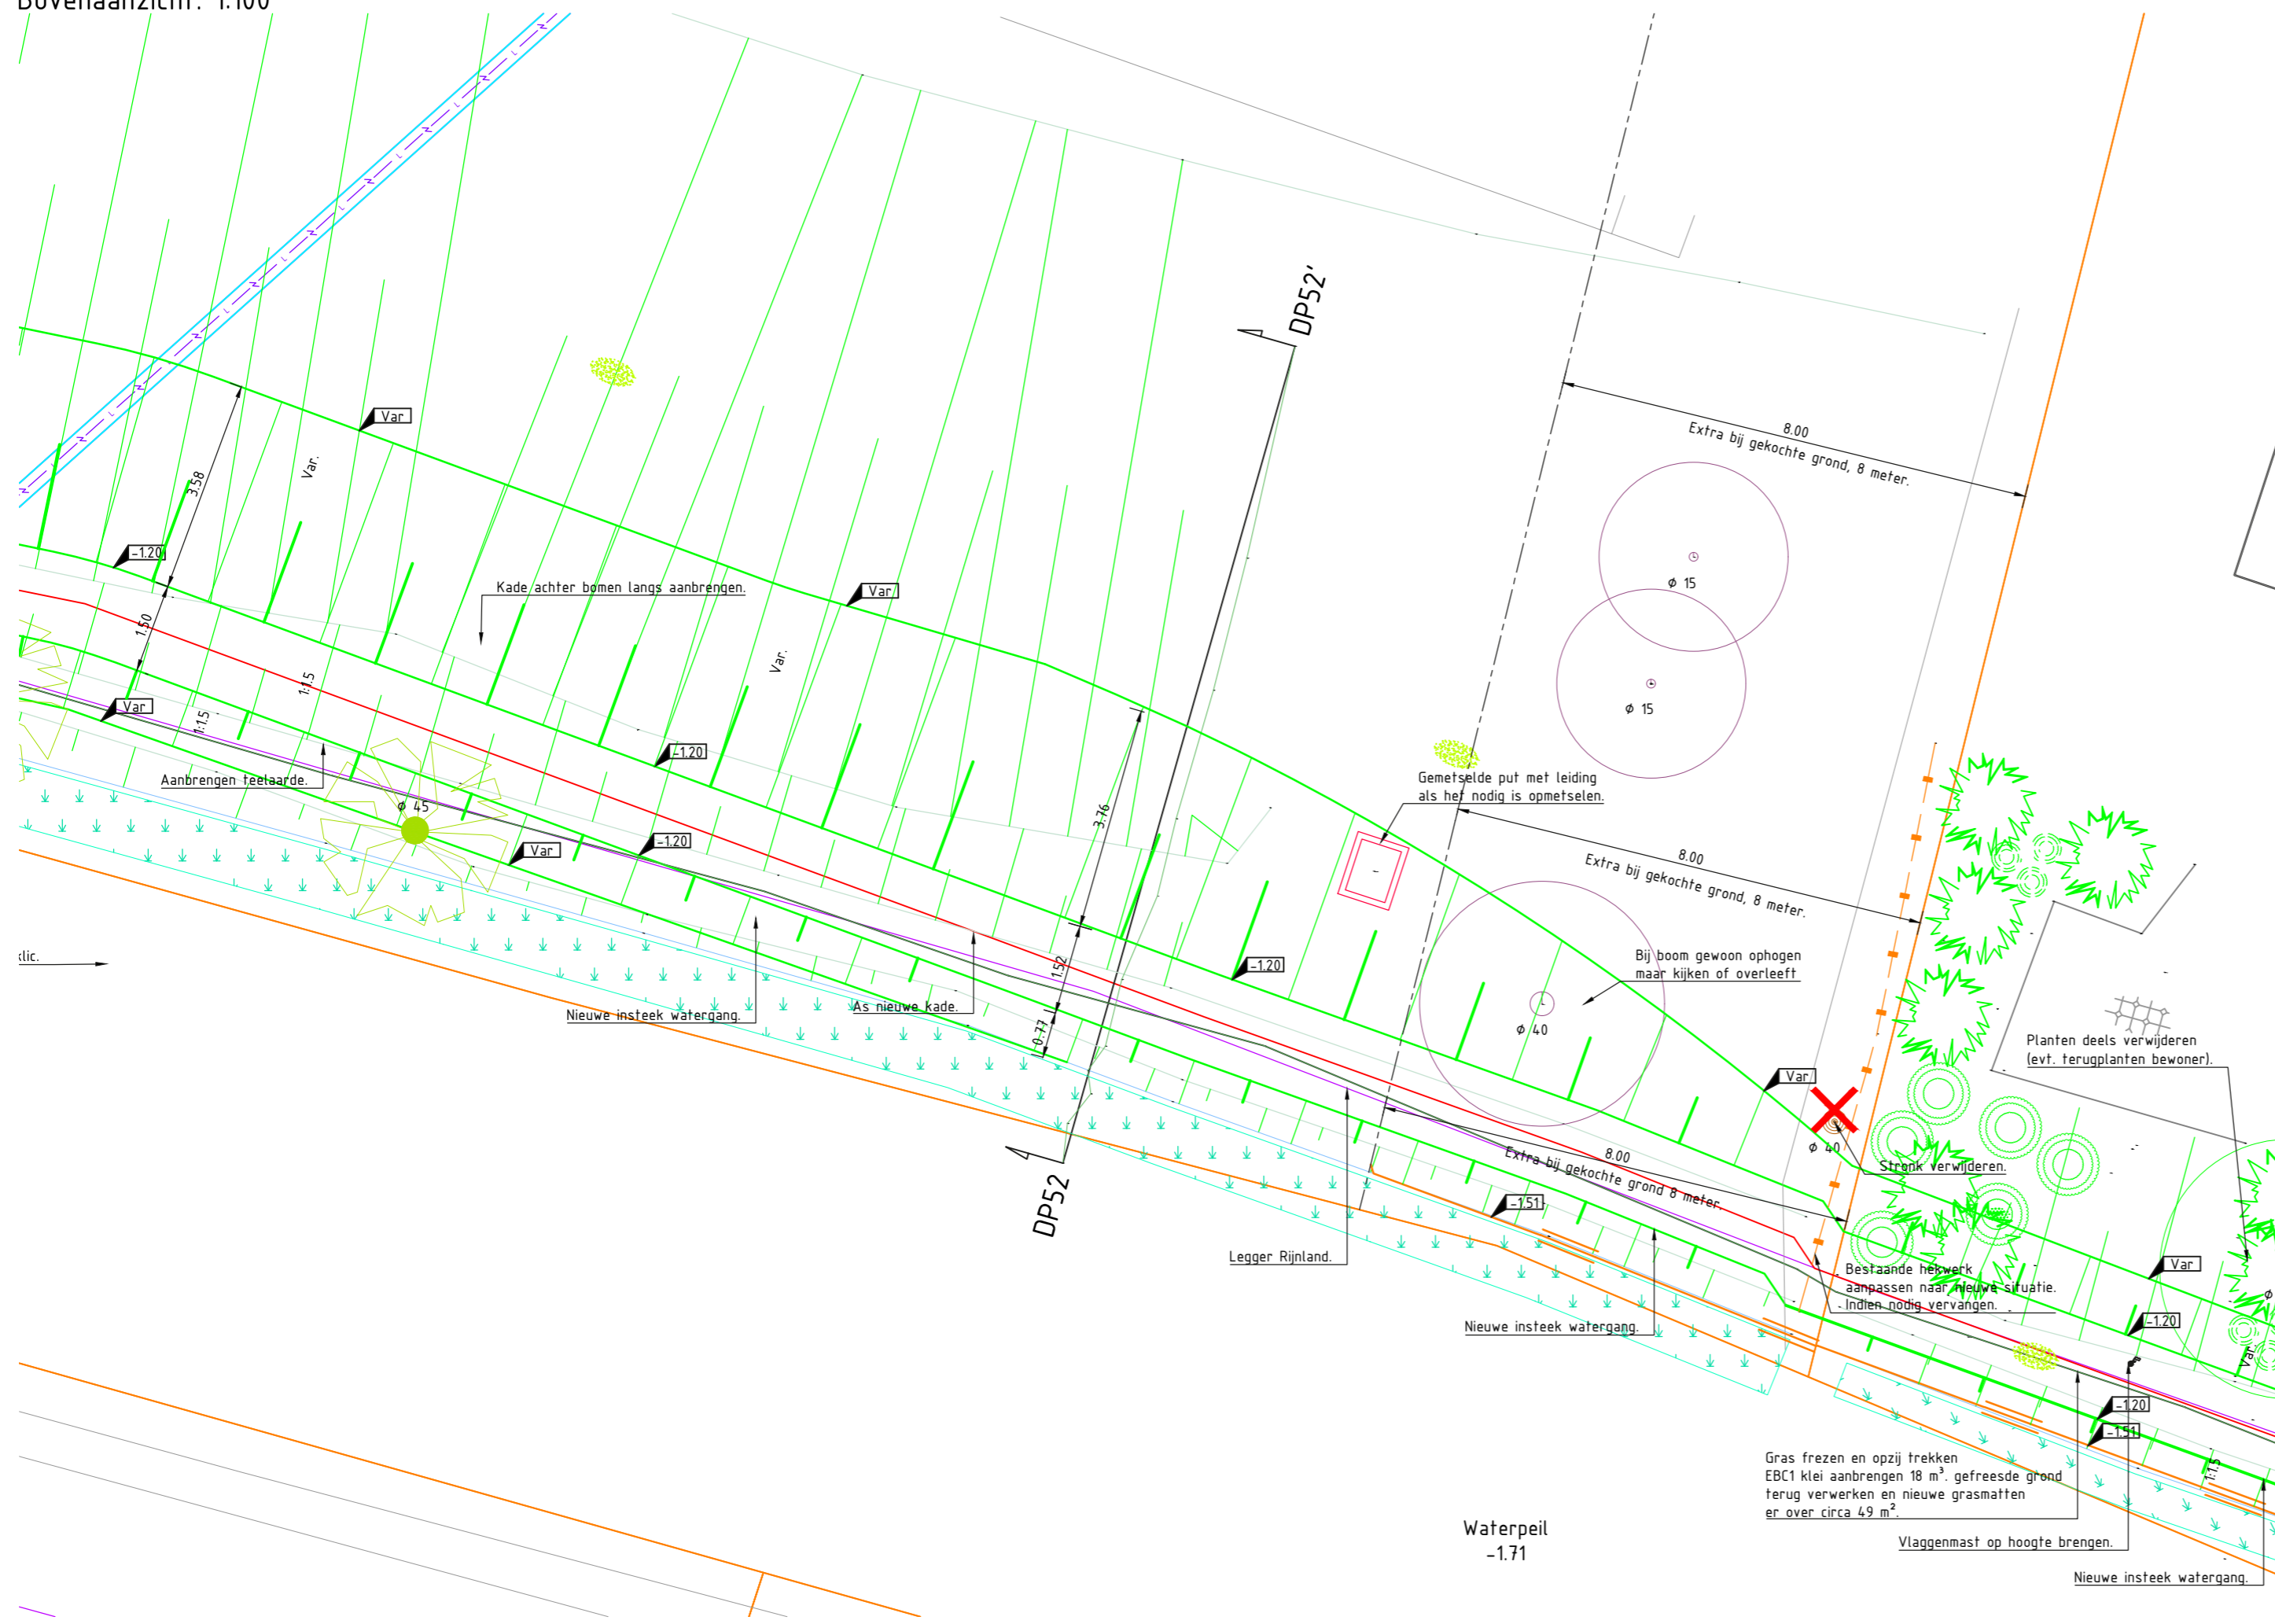 Bovenaanzicht: 1:100
DP52'
8.00
Extra bij gekochte grond, 8 meter.
Var
3.58
Var.
-1.20
Kade achter bomen langs aanbrengen.
Var
ø 15
1.50
Var.
1:1.5
ø 15
Var
1:1.5
-1.20
Aanbrengen teelaarde.
ø 45
Gemetselde put met leiding
als het nodig is opmetselen.
3.76
-1.20
Var
8.00
Extra bij gekochte grond, 8 meter.
klic.
1.52
-1.20
Bij boom gewoon ophogen
maar kijken of overleeft
As nieuwe kade.
Nieuwe insteek watergang.
0.77
ø 40
Planten deels verwijderen
(evt. terugplanten bewoner).
Var
ø 40
Stronk verwijderen.
8.00
Extra bij gekochte grond 8 meter.
DP52
-1.51
Legger Rijnland.
Var
Bestaande hekwerk
aanpassen naar nieuwe situatie.
Indien nodig vervangen.
ø
Nieuwe insteek watergang.
-1.20
Var.
-1.20
-1.51
1:1.5
Gras frezen en opzij trekken
EBC1 klei aanbrengen 18 m³. gefreesde grond
terug verwerken en nieuwe grasmatten
er over circa 49 m².
Waterpeil
-1.71
Vlaggenmast op hoogte brengen.
Nieuwe insteek watergang.